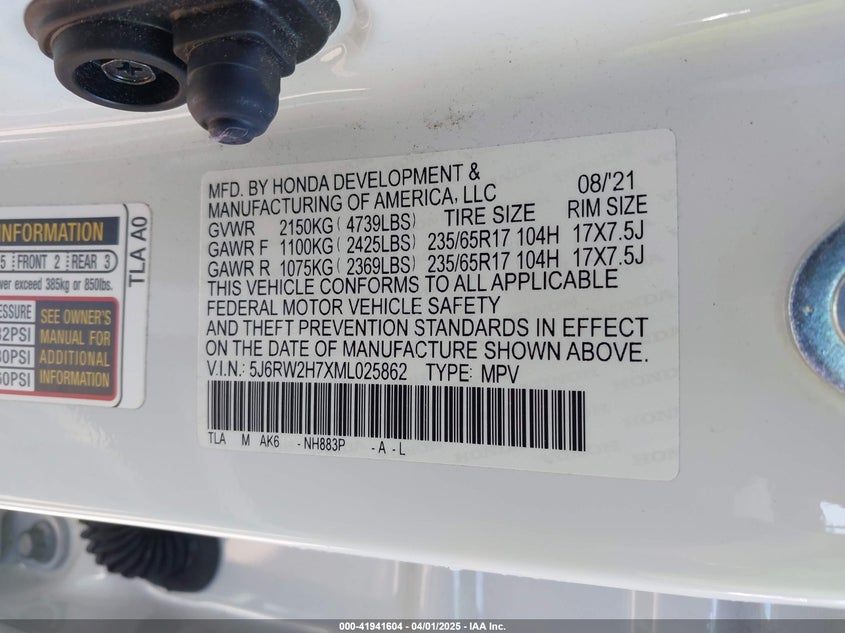 MFD. BY HONDA DEVELOPMENT & 08/'21
MANUFACTURING OF AMERICA, LLC
GVWR 2150KG ( 4739LBS) TIRE SIZE RIM SIZE
GAWR F 1100KG ( 2425LBS) 235/65R17 104H 17X7.5J
GAWR R 1075KG ( 2369LBS) 235/65R17 104H 17X7.5J
THIS VEHICLE CONFORMS TO ALL APPLICABLE
FEDERAL MOTOR VEHICLE SAFETY
AND THEFT PREVENTION STANDARDS IN EFFECT
ON THE DATE OF MANUFACTURE SHOWN ABOVE.
V.I.N.: 5J6RW2H7XML025862 TYPE: MPV
TLA M AK6 -NH883P -A -L
INFORMATION
5 FRONT 2 REAR 3
exceed 385kg or 850lbs.
SEE OWNER'S
MANUAL FOR
ADDITIONAL
INFORMATION
TLA A0
000-41941604 / 04/01/2025 - IAA Inc.